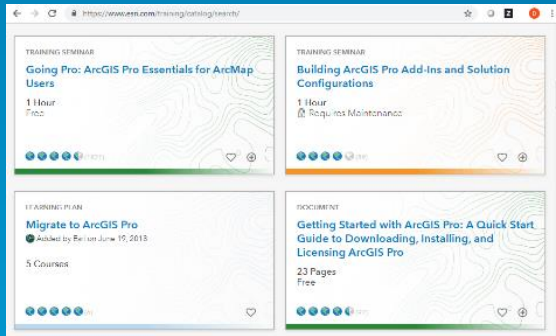 https://www.esri.com/training/catalog/search/
TRAINING SEMINAR
Going Pro: ArcGIS Pro Essentials for ArcMap
Users
1 Hour
Free
TRAINING SEMINAR
Building ArcGIS Pro Add-Ins and Solution
Configurations
1 Hour
Requires Maintenance
LEARNING PLAN
Migrate to ArcGIS Pro
Added by Esri on June 19, 2018
5 Courses
DOCUMENT
Getting Started with ArcGIS Pro: A Quick Start
Guide to Downloading, Installing, and
Licensing ArcGIS Pro
23 Pages
Free